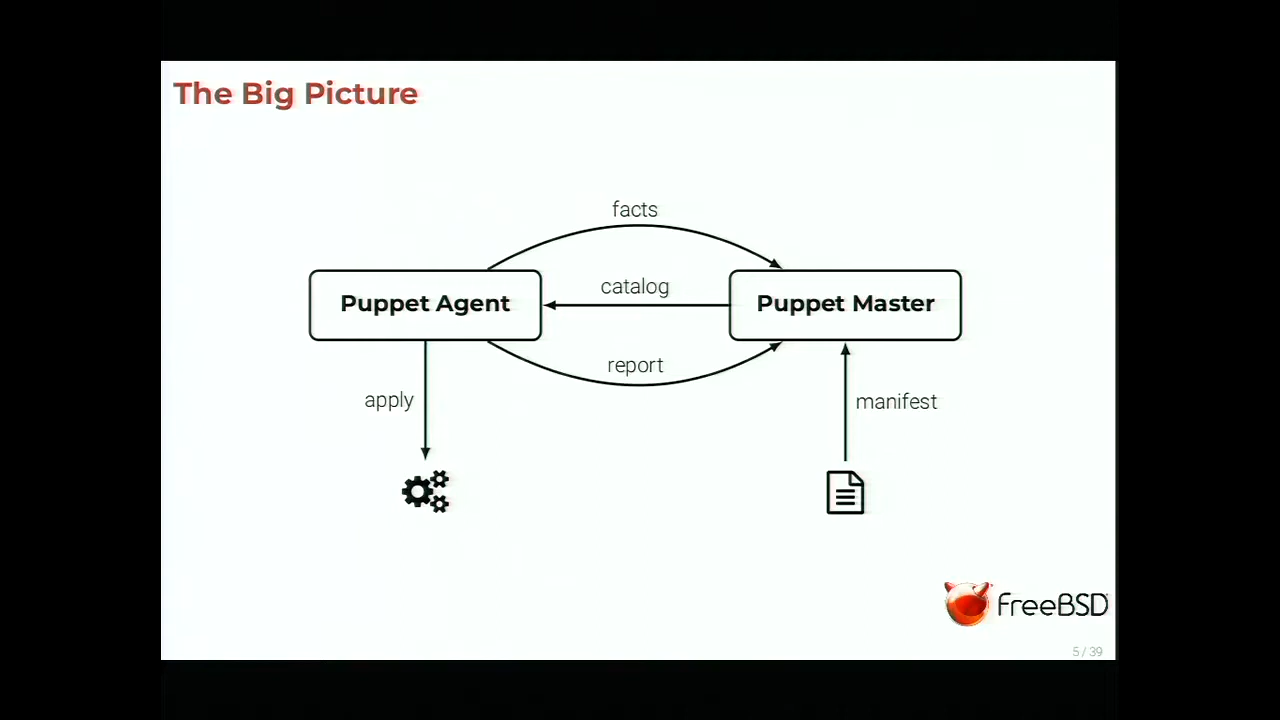 The Big Picture
facts
catalog
Puppet Agent
Puppet Master
report
apply
manifest
FreeBSD
5 / 39